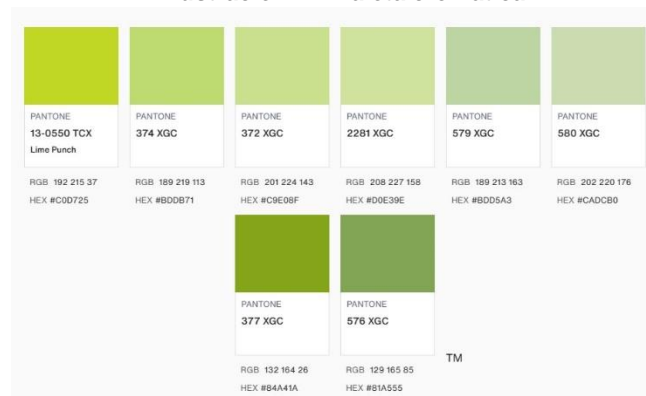 PANTONE
13-0550 TCX
Lime Punch
RGB 192 215 37
HEX #C0D725
PANTONE
374 XGC
RGB 189 219 113
HEX #BDDB71
PANTONE
372 XGC
RGB 201 224 143
HEX #C9E08F
PANTONE
2281 XGC
RGB 208 227 158
HEX #D0E39E
PANTONE
579 XGC
RGB 189 213 163
HEX #BDD5A3
PANTONE
580 XGC
RGB 202 220 176
HEX #CADCB0
PANTONE
377 XGC
RGB 132 164 26
HEX #84A41A
PANTONE
576 XGC
RGB 129 165 85
HEX #81A555
TM